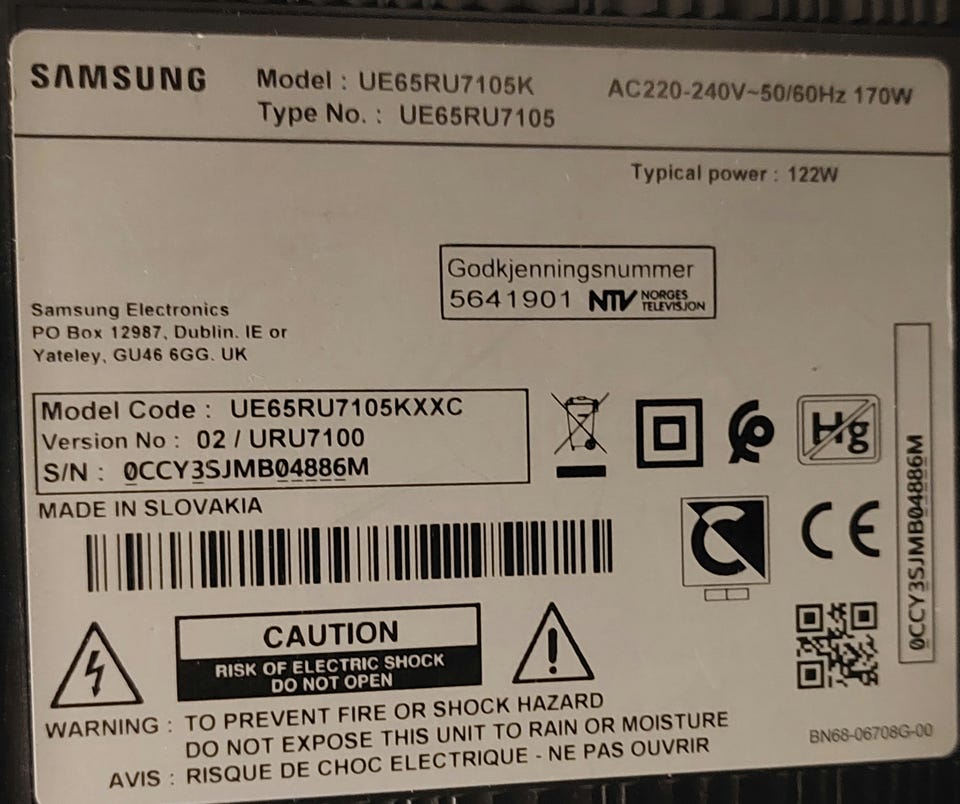 SAMSUNG
Model : UE65RU7105K
Type No. : UE65RU7105
AC220-240V~50/60Hz 170W
Typical power : 122W
Godkjenningsnummer
5641901 NTV NORGES TELEVISJON
Samsung Electronics
PO Box 12987, Dublin. IE or
Yateley, GU46 6GG. UK
Model Code : UE65RU7105KXXC
Version No : 02 / URU7100
S/N : 0CCY3SJMB04886M
MADE IN SLOVAKIA
Hg
CE
0CCY3SJMB04886M
CAUTION
RISK OF ELECTRIC SHOCK
DO NOT OPEN
WARNING : TO PREVENT FIRE OR SHOCK HAZARD
DO NOT EXPOSE THIS UNIT TO RAIN OR MOISTURE
AVIS : RISQUE DE CHOC ELECTRIQUE - NE PAS OUVRIR
BN68-06708G-00